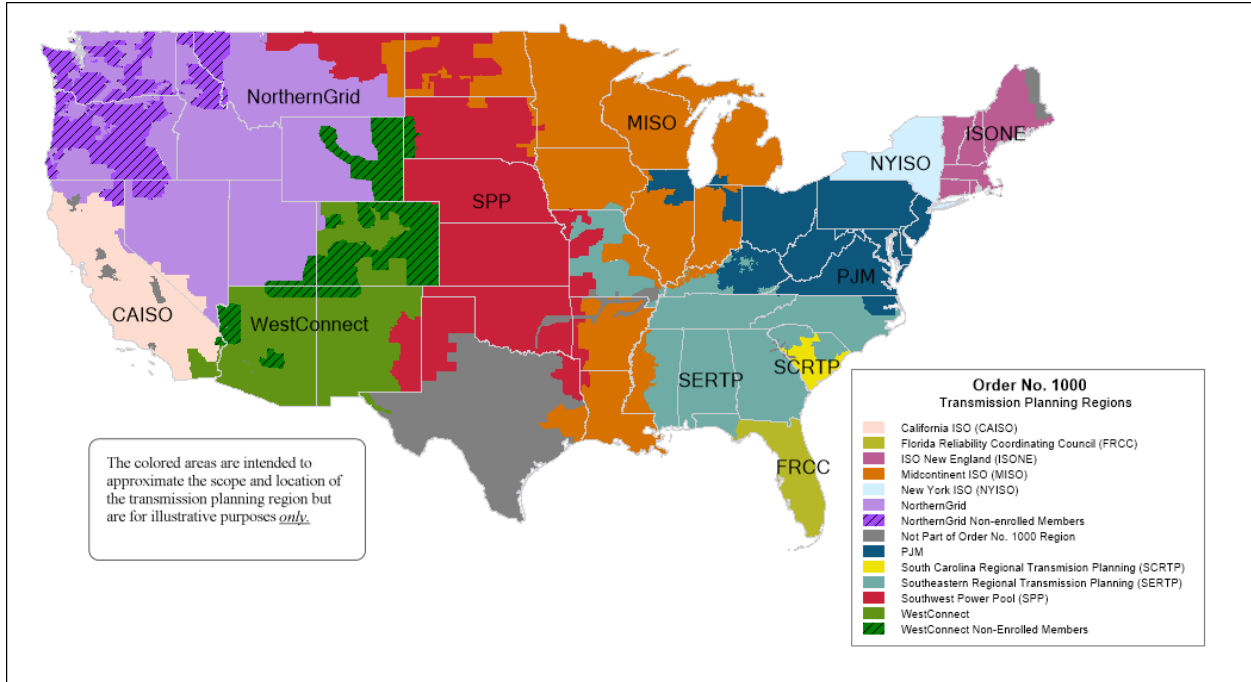 NorthernGrid
MISO
ISONE
NYISO
SPP
PJM
CAISO
WestConnect
SCRTP
SERTP
FRCC
The colored areas are intended to
approximate the scope and location of
the transmission planning region but
are for illustrative purposes only.
Order No. 1000
Transmission Planning Regions
California ISO (CAISO)
Florida Reliability Coordinating Council (FRCC)
ISO New England (ISONE)
Midcontinent ISO (MISO)
New York ISO (NYISO)
NorthernGrid
NorthernGrid Non-enrolled Members
Not Part of Order No. 1000 Region
PJM
South Carolina Regional Transmision Planning (SCRTP)
Southeastern Regional Transmission Planning (SERTP)
Southwest Power Pool (SPP)
WestConnect
WestConnect Non-Enrolled Members